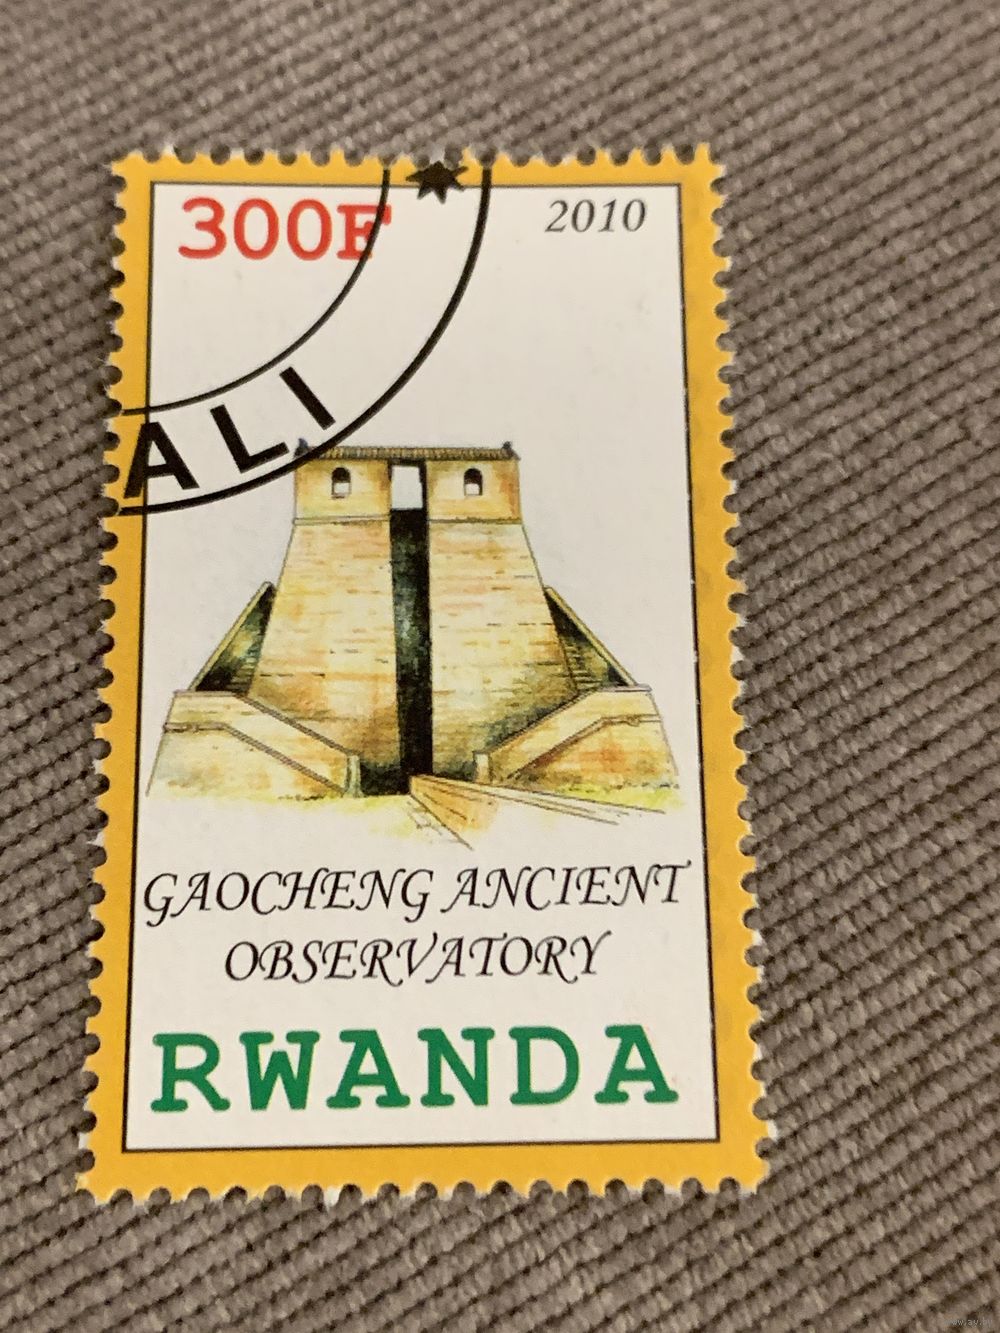 300F
2010
ALI
GAOCHENG ANCIENT
OBSERVATORY
RWANDA